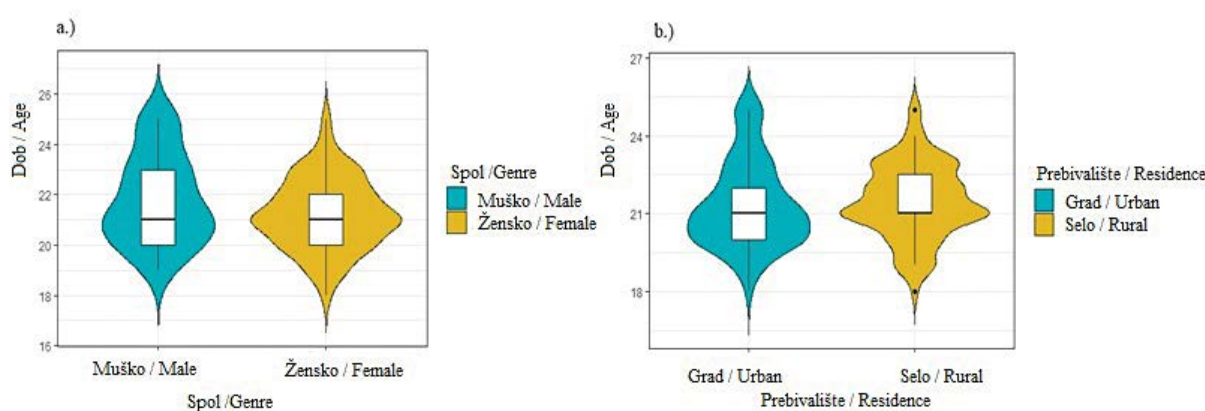 a.)
Dob / Age
26
24
22
20
18
16
Muško / Male
Žensko / Female
Spol /Genre
Spol /Genre
Muško / Male
Žensko / Female
b.)
Dob / Age
27
24
21
18
Grad / Urban
Selo / Rural
Prebivalište / Residence
Prebivalište / Residence
Grad / Urban
Selo / Rural